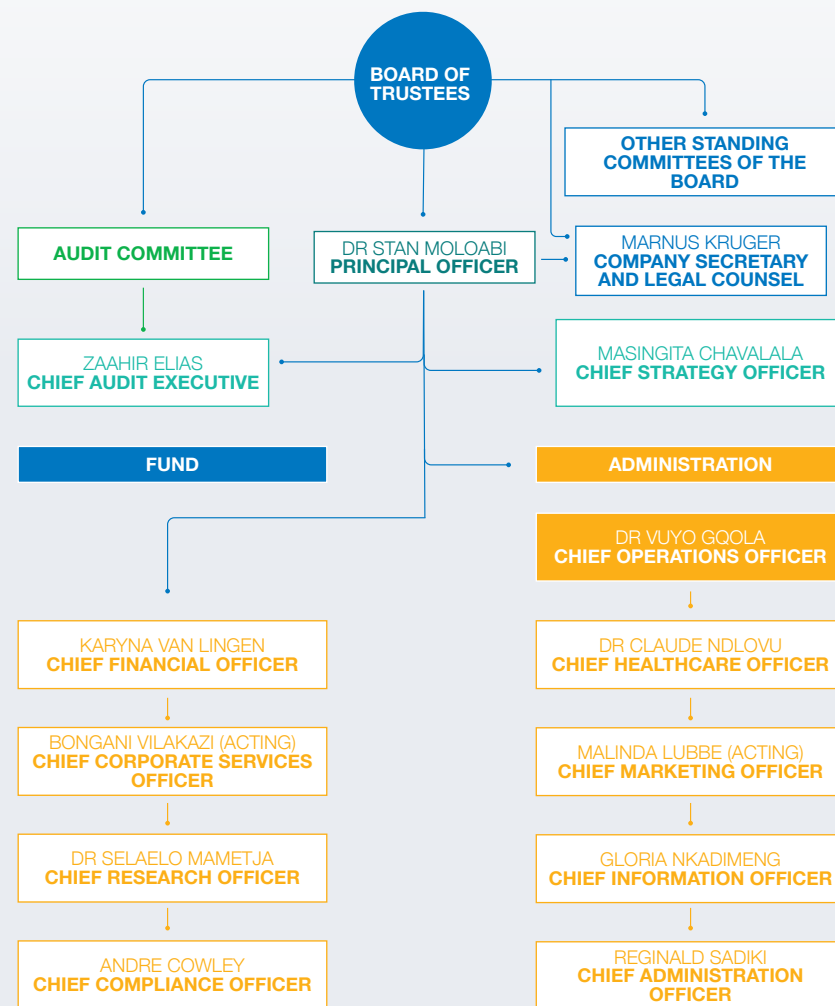 BOARD OF
TRUSTEES
OTHER STANDING
COMMITTEES OF THE
BOARD
AUDIT COMMITTEE
DR STAN MOLOABI
PRINCIPAL OFFICER
MARNUS KRUGER
COMPANY SECRETARY
AND LEGAL COUNSEL
ZAAHIR ELIAS
CHIEF AUDIT EXECUTIVE
MASINGITA CHAVALALA
CHIEF STRATEGY OFFICER
FUND
ADMINISTRATION
DR VUYO GQOLA
CHIEF OPERATIONS OFFICER
KARYNA VAN LINGEN
CHIEF FINANCIAL OFFICER
DR CLAUDE NDLOVU
CHIEF HEALTHCARE OFFICER
BONGANI VILAKAZI (ACTING)
CHIEF CORPORATE SERVICES
OFFICER
MALINDA LUBBE (ACTING)
CHIEF MARKETING OFFICER
DR SELAELO MAMETJA
CHIEF RESEARCH OFFICER
GLORIA NKADIMENG
CHIEF INFORMATION OFFICER
ANDRE COWLEY
CHIEF COMPLIANCE OFFICER
REGINALD SADIKI
CHIEF ADMINISTRATION
OFFICER